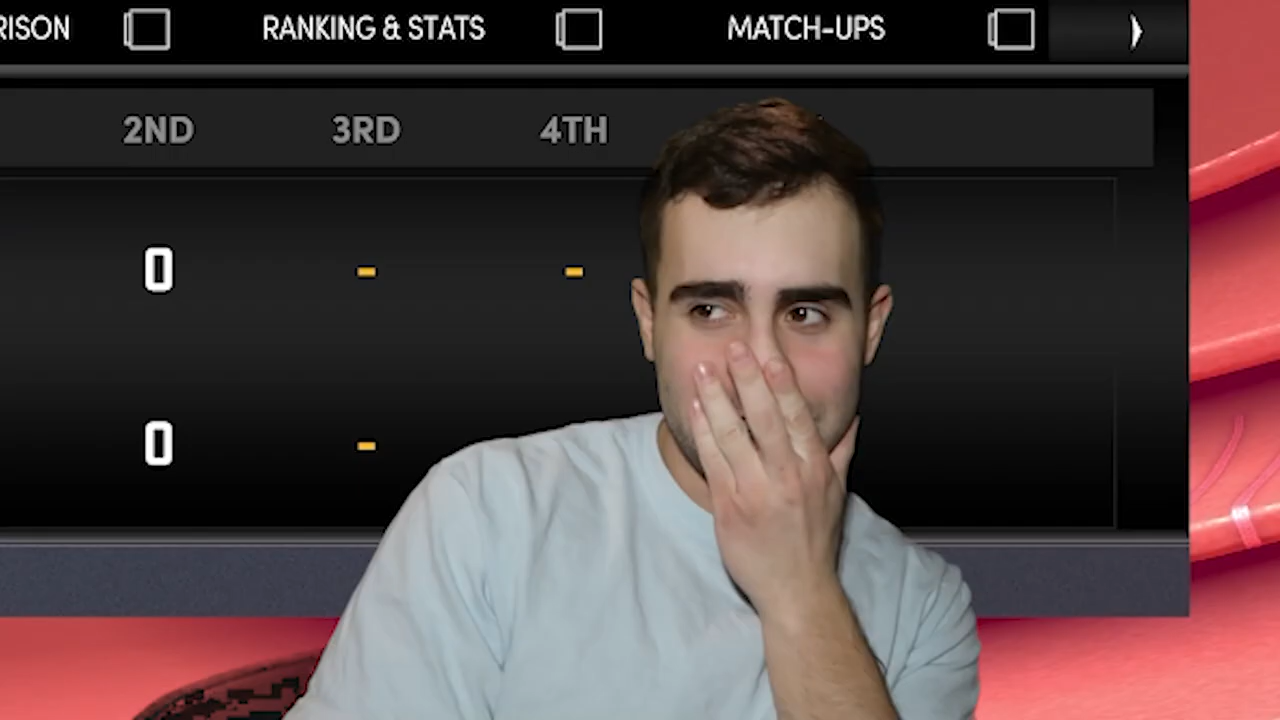 RISON RANKING & STATS MATCH-UPS
2ND 3RD 4TH
0 - -
0 -